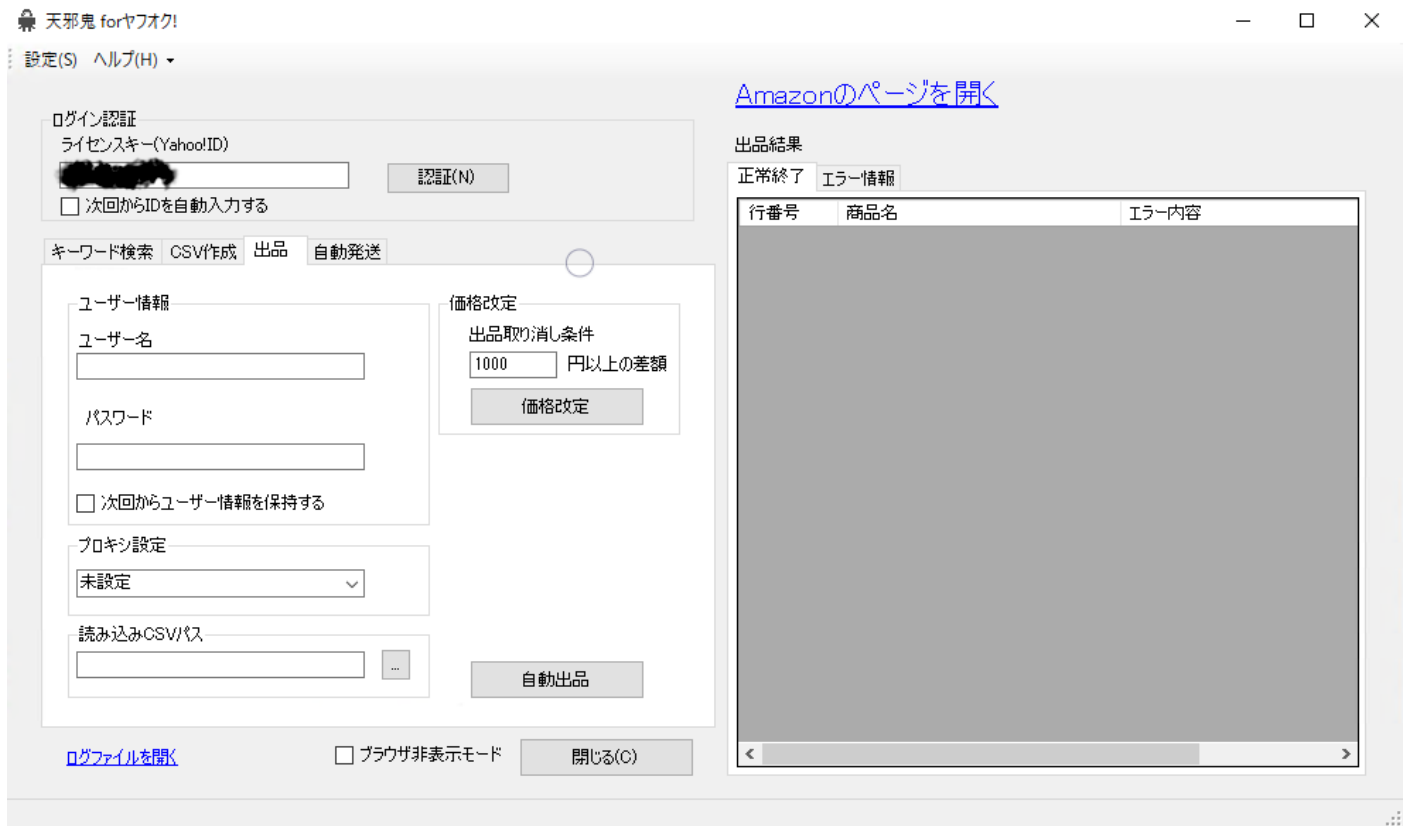 天邪鬼 forヤフオク!
設定(S) ヘルプ(H)
ログイン認証
ライセンスキー(Yahoo!ID)
認証(N)
次回からIDを自動入力する
キーワード検索 CSV作成 出品 自動発送
ユーザー情報
ユーザー名
パスワード
次回からユーザー情報を保持する
価格改定
出品取り消し条件
1000 円以上の差額
価格改定
プロキシ設定
未設定
読み込みCSVパス
...
自動出品
ログファイルを開く
ブラウザ非表示モード
閉じる(C)
Amazonのページを開く
出品結果
正常終了 エラー情報
行番号 商品名 エラー内容